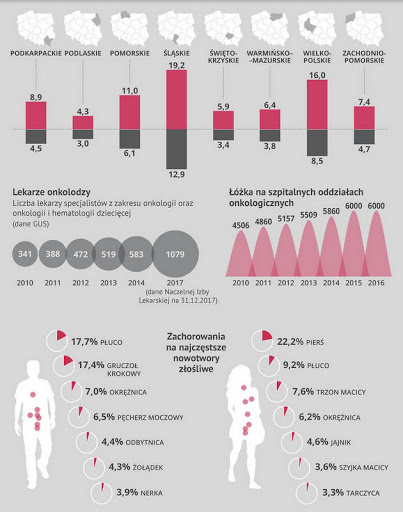 PODKARPACKIE PODLASKIE POMORSKIE ŚLĄSKIE ŚWIĘTO- WARMIŃSKO- WIELKO- ZACHODNIO-
KRZYSKIE –MAZURSKIE POLSKIE POMORSKIE
8,9 4,3 11,0 19,2 5,9 6,4 16,0 7,4
4,5 3,0 6,1 12,9 3,4 3,8 8,5 4,7
Lekarze onkolodzy
Liczba lekarzy specjalistów z zakresu onkologii oraz
onkologii i hematologii dziecięcej
(dane GUS)
341 388 472 519 583 1079
2010 2011 2012 2013 2014 2017
(dane Naczelnej Izby
Lekarskiej na 31.12.2017)
Łóżka na szpitalnych oddziałach
onkologicznych
4506 4860 5157 5509 5860 6000 6000
2010 2011 2012 2013 2014 2015 2016
Zachorowania
na najczęstsze
nowotwory
złośliwe
17,7% PŁUCO
17,4% GRUCZOŁ
KROKOWY
7,0% OKRĘŻNICA
6,5% PĘCHERZ MOCZOWY
4,4% ODBYTNICA
4,3% ŻOŁĄDEK
3,9% NERKA
22,2% PIERŚ
9,2% PŁUCO
7,6% TRZON MACICY
6,2% OKRĘŻNICA
4,6% JAJNIK
3,6% SZYJKA MACICY
3,3% TARCZYCA